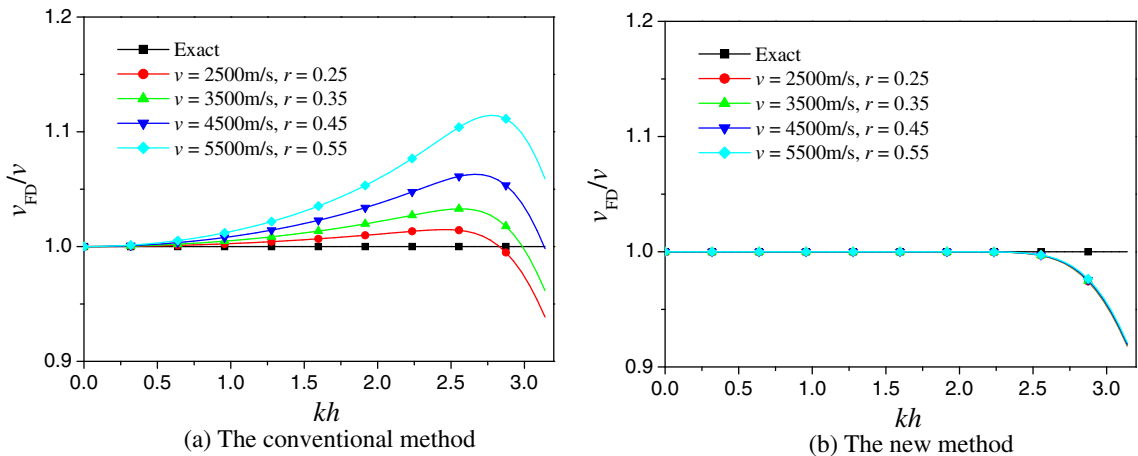 1.2
1.1
1.0
0.9
v_FD/v
Exact
v = 2500m/s, r = 0.25
v = 3500m/s, r = 0.35
v = 4500m/s, r = 0.45
v = 5500m/s, r = 0.55
0.0 0.5 1.0 1.5 2.0 2.5 3.0
kh
(a) The conventional method
1.2
1.1
1.0
0.9
v_FD/v
Exact
v = 2500m/s, r = 0.25
v = 3500m/s, r = 0.35
v = 4500m/s, r = 0.45
v = 5500m/s, r = 0.55
0.0 0.5 1.0 1.5 2.0 2.5 3.0
kh
(b) The new method